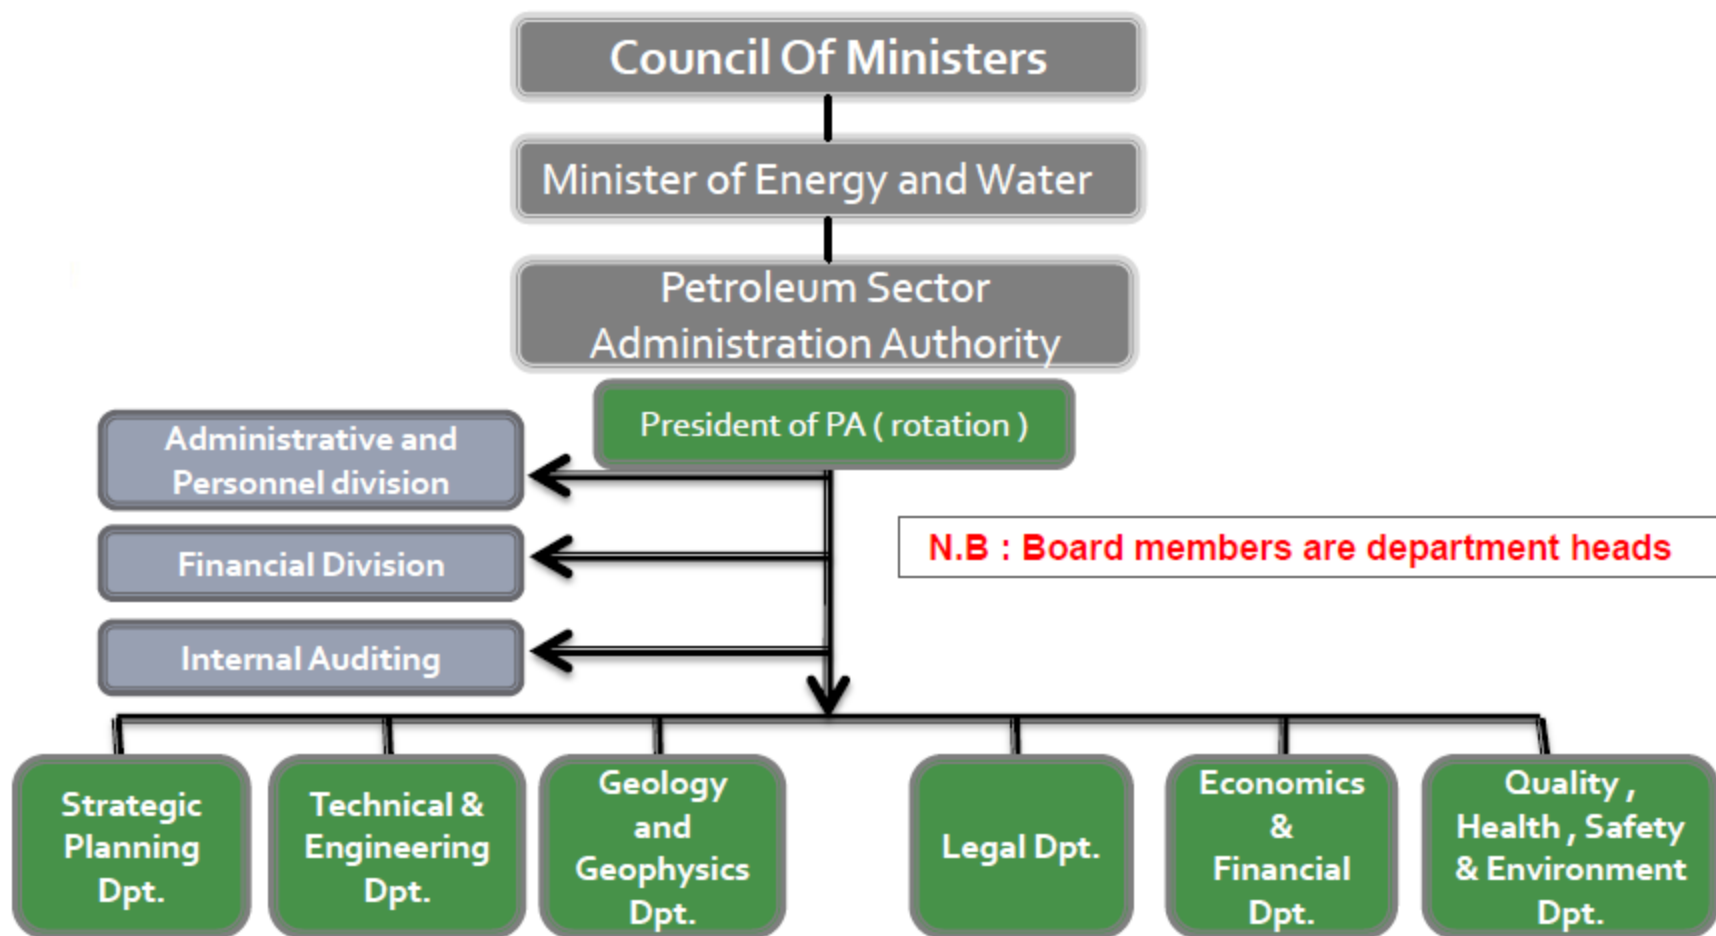 Council Of Ministers
Minister of Energy and Water
Petroleum Sector
Administration Authority
President of PA ( rotation )
Administrative and
Personnel division
Financial Division
Internal Auditing
N.B : Board members are department heads
Strategic
Planning
Dpt.
Technical &
Engineering
Dpt.
Geology
and
Geophysics
Dpt.
Legal Dpt.
Economics
&
Financial
Dpt.
Quality ,
Health , Safety
& Environment
Dpt.